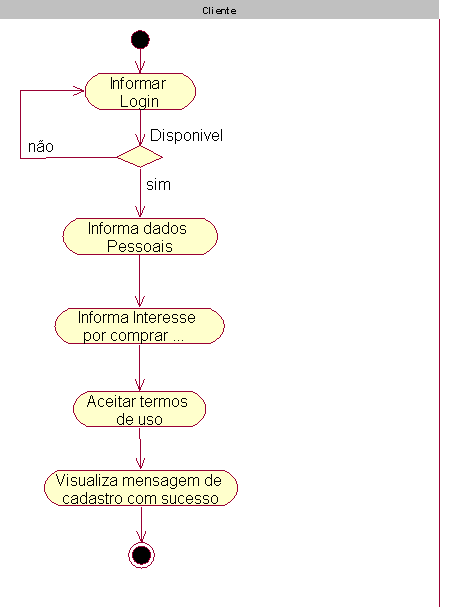 Cliente
Informar
Login
Disponivel
não
sim
Informa dados
Pessoais
Informa Interesse
por comprar ...
Aceitar termos
de uso
Visualiza mensagem de
cadastro com sucesso